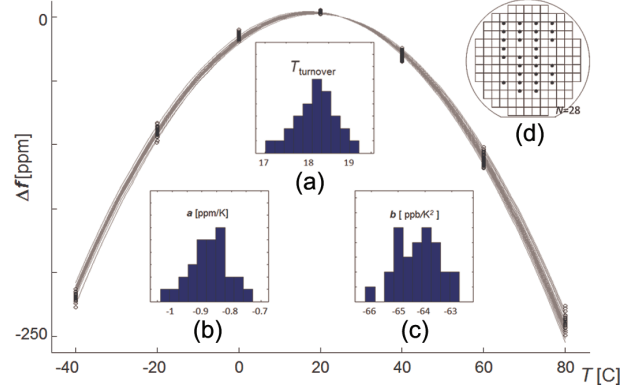 0
-250
Δf [ppm]
T turnover
17 18 19
(a)
N=28
(d)
a [ppm/K]
-1 -0.9 -0.8 -0.7
(b)
b [ ppb/K² ]
-66 -65 -64 -63
(c)
-40 -20 0 20 40 60 80 T [C]